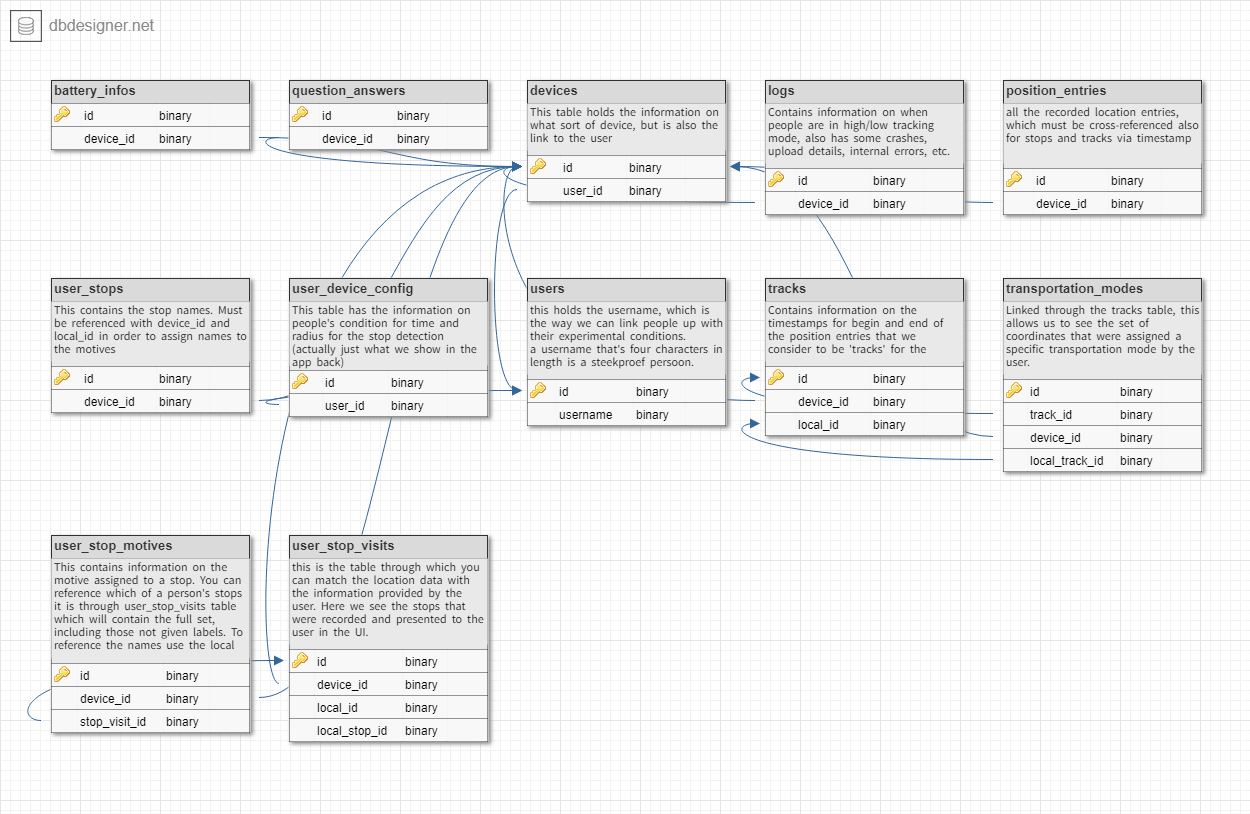 dbdesigner.net
battery_infos
id binary
device_id binary
question_answers
id binary
device_id binary
devices
This table holds the information on
what sort of device, but is also the
link to the user
id binary
user_id binary
logs
Contains information on when
people are in high/low tracking
mode, also has some crashes,
upload details, internal errors, etc.
id binary
device_id binary
position_entries
all the recorded location entries,
which must be cross-referenced also
for stops and tracks via timestamp
id binary
device_id binary
user_stops
This contains the stop names. Must
be referenced with device_id and
local_id in order to assign names to
the motives
id binary
device_id binary
user_device_config
This table has the information on
people's condition for time and
radius for the stop detection
(actually just what we show in the
app back)
id binary
user_id binary
users
this holds the username, which is
the way we can link people up with
their experimental conditions.
a username that's four characters in
length is a steekproef persoon.
id binary
username binary
tracks
Contains information on the
timestamps for begin and end of
the position entries that we
consider to be 'tracks' for the
id binary
device_id binary
local_id binary
transportation_modes
Linked through the tracks table, this
allows us to see the set of
coordinates that were assigned a
specific transportation mode by the
user.
id binary
track_id binary
device_id binary
local_track_id binary
user_stop_motives
This contains information on the
motive assigned to a stop. You can
reference which of a person's stops
it is through user_stop_visits table
which will contain the full set,
including those not given labels. To
reference the names use the local
id binary
device_id binary
stop_visit_id binary
user_stop_visits
this is the table through which you
can match the location data with
the information provided by the
user. Here we see the stops that
were recorded and presented to the
user in the UI.
id binary
device_id binary
local_id binary
local_stop_id binary